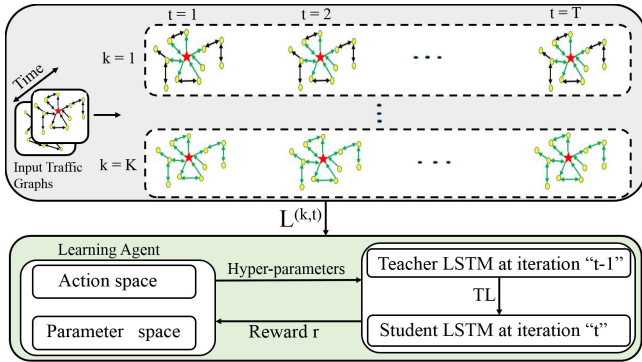 t = 1
t = 2
t = T
k = 1
Time
Input Traffic
Graphs
k = K
L(k,t)
Learning Agent
Action space
Parameter space
Hyper-parameters
Reward r
Teacher LSTM at iteration “t-1”
TL
Student LSTM at iteration “t”